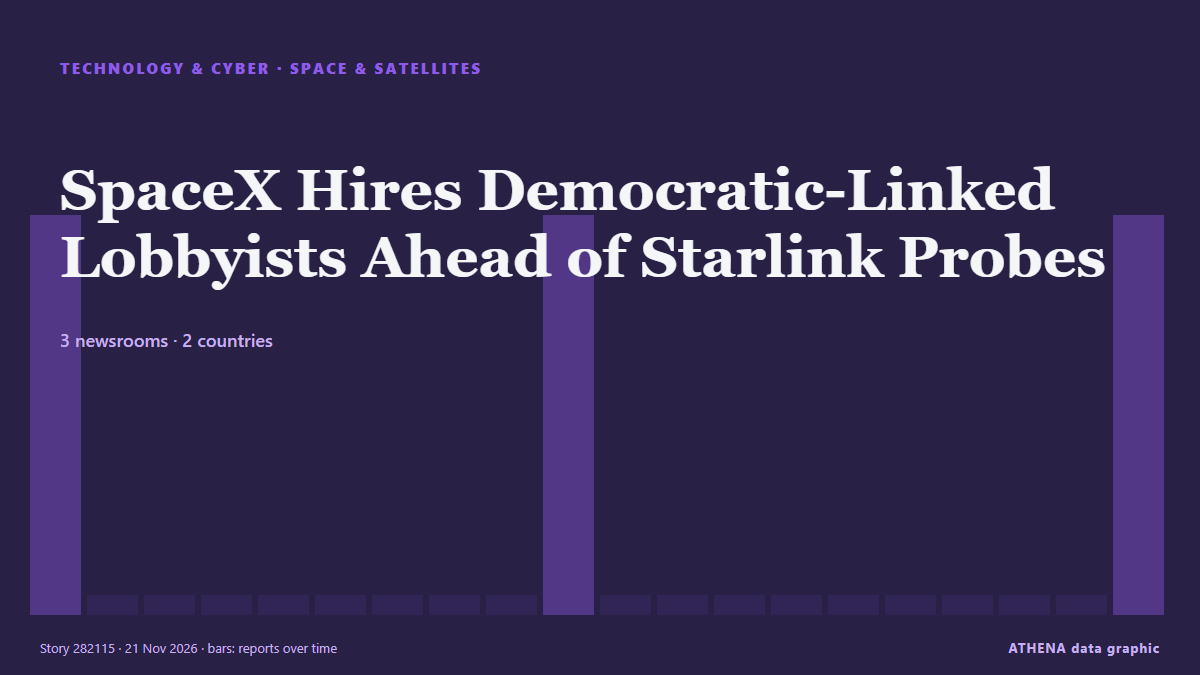 TECHNOLOGY & CYBER · SPACE & SATELLITES
SpaceX Hires Democratic-Linked
Lobbyists Ahead of Starlink Probes
3 newsrooms · 2 countries
Story 282115 · 21 Nov 2026 · bars: reports over time
ATHENA data graphic